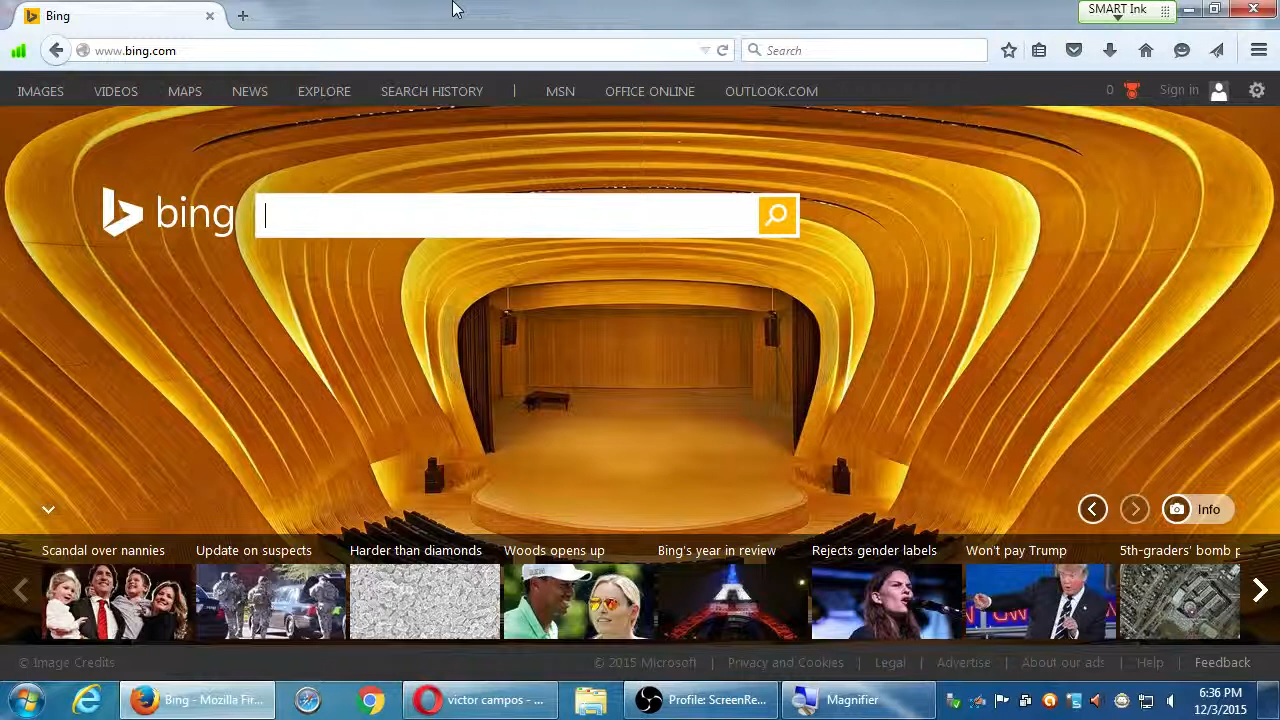 Bing
SMART Ink
www.bing.com
Search
IMAGES VIDEOS MAPS NEWS EXPLORE SEARCH HISTORY | MSN OFFICE ONLINE OUTLOOK.COM 0 Sign in
bing
Info
Scandal over nannies Update on suspects Harder than diamonds Woods opens up Bing's year in review Rejects gender labels Won't pay Trump 5th-graders' bomb p
© Image Credits © 2015 Microsoft | Privacy and Cookies | Legal | Advertise | About our ads | Help | Feedback
Bing - Mozilla Fir... victor campos - ... Profile: ScreenRe... Magnifier 6:36 PM
12/3/2015